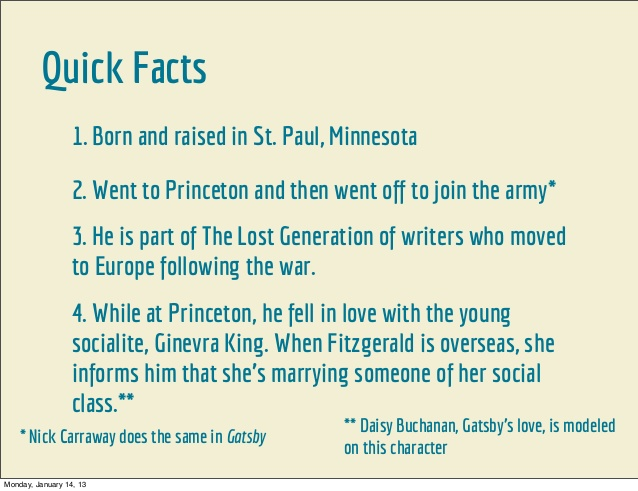 Quick Facts
1. Born and raised in St. Paul, Minnesota
2. Went to Princeton and then went off to join the army*
3. He is part of The Lost Generation of writers who moved
to Europe following the war.
4. While at Princeton, he fell in love with the young
socialite, Ginevra King. When Fitzgerald is overseas, she
informs him that she's marrying someone of her social
class.**
* Nick Carraway does the same in Gatsby
** Daisy Buchanan, Gatsby's love, is modeled
on this character
Monday, January 14, 13